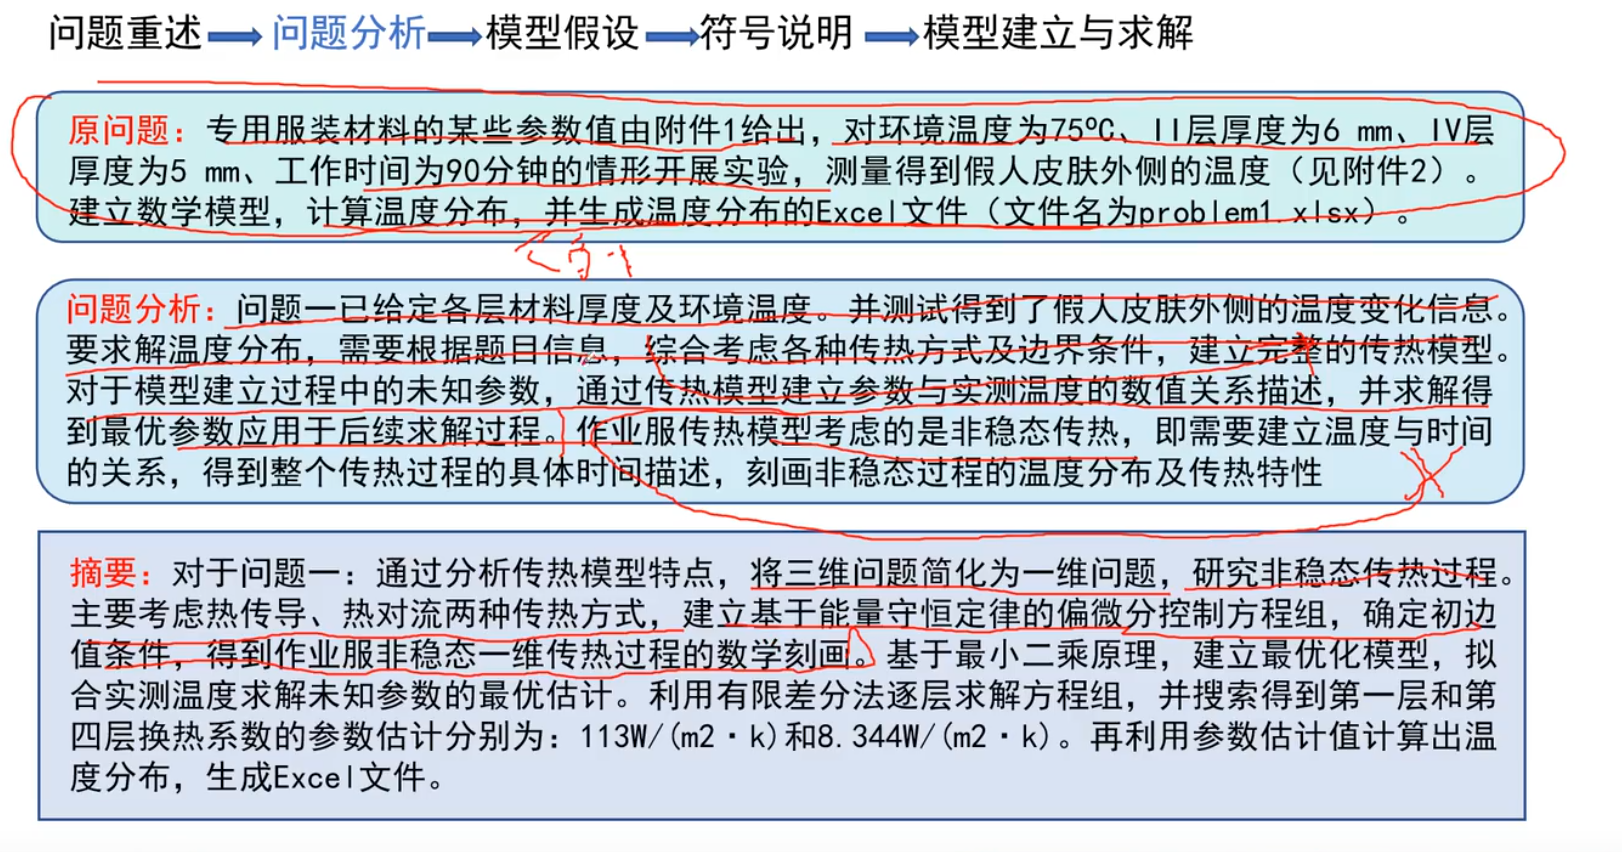 问题重述 问题分析 模型假设 符号说明 模型建立与求解
原问题：专用服装材料的某些参数值由附件1给出，对环境温度为75ºC、II层厚度为6 mm、IV层
厚度为5 mm、工作时间为90分钟的情形开展实验，测量得到假人皮肤外侧的温度（见附件2）。
建立数学模型，计算温度分布，并生成温度分布的Excel文件（文件名为problem1.xlsx）。
问题分析：问题一已给定各层材料厚度及环境温度。并测试得到了假人皮肤外侧的温度变化信息。
要求解温度分布，需要根据题目信息，综合考虑各种传热方式及边界条件，建立完整的传热模型。
对于模型建立过程中的未知参数，通过传热模型建立参数与实测温度的数值关系描述，并求解得
到最优参数应用于后续求解过程。作业服传热模型考虑的是非稳态传热，即需要建立温度与时间
的关系，得到整个传热过程的具体时间描述，刻画非稳态过程的温度分布及传热特性
摘要：对于问题一：通过分析传热模型特点，将三维问题简化为一维问题，研究非稳态传热过程。
主要考虑热传导、热对流两种传热方式，建立基于能量守恒定律的偏微分控制方程组，确定初边
值条件，得到作业服非稳态一维传热过程的数学刻画。基于最小二乘原理，建立最优化模型，拟
合实测温度求解未知参数的最优估计。利用有限差分法逐层求解方程组，并搜索得到第一层和第
四层换热系数的参数估计分别为：113W/(m2·k)和8.344W/(m2·k)。再利用参数估计值计算出温
度分布，生成Excel文件。